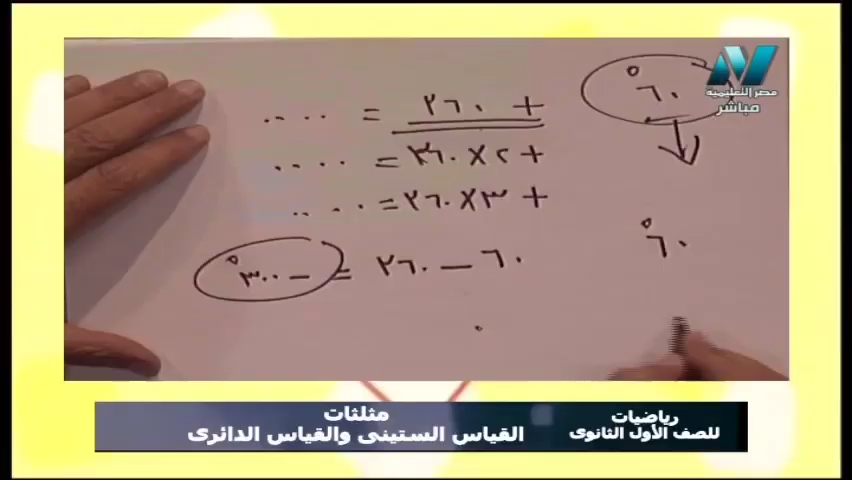 مصر التعليمية
مباشر
٦٠°
+ ٣٦٠ = ....
+ ٢ × ٣٦٠ = ....
+ ٣ × ٣٦٠ = ....
٦٠°
٦٠ − ٣٦٠ = − ٣٠٠°
رياضيات
للصف الأول الثانوى
مثلثات
القياس الستينى والقياس الدائرى